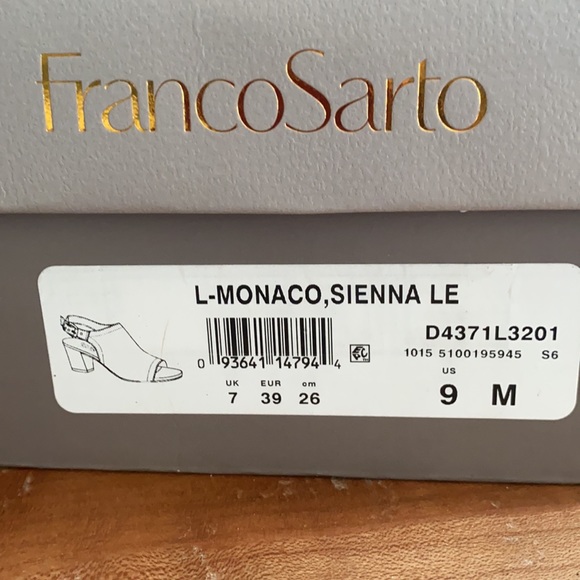 FrancoSarto
L-MONACO,SIENNA LE
D4371L3201
0 93641 14794 4
1015 5100195945 S6
UK EUR cm
7 39 26
US
9 M